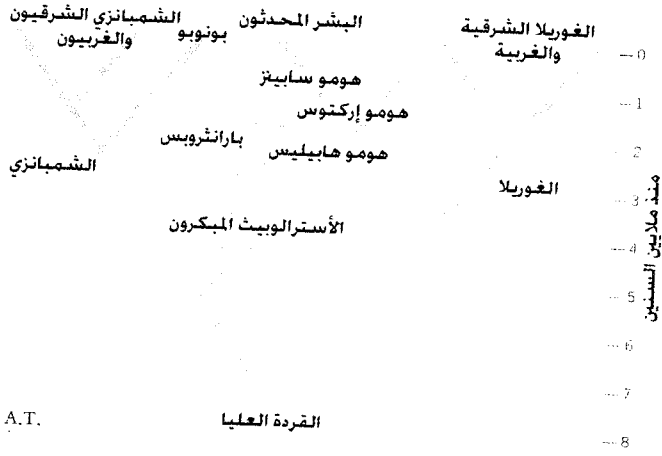 الشمبانزي الشرقيون
والغربيون
بونوبو
البشر المحدثون
الغوريلا الشرقية
والغربية
0
هومو سابينز
هومو إركتوس
1
بارانثروبس
هومو هابيليس
2
الشمبانزي
الغوريلا
3
الأسترالوبيث المبكرون
4
منذ ملايين السنين
5
6
7
القردة العليا
A.T.
8